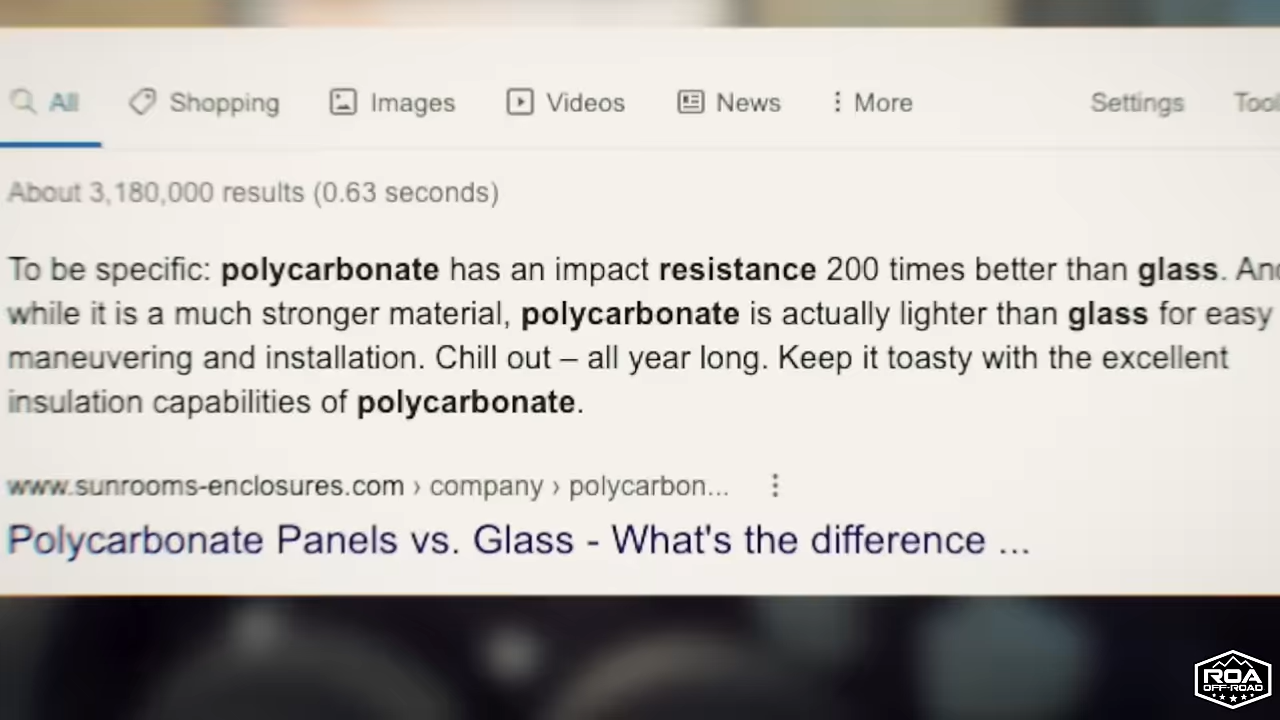 All Shopping Images Videos News More Settings Tool
About 3,180,000 results (0.63 seconds)
To be specific: polycarbonate has an impact resistance 200 times better than glass. And
while it is a much stronger material, polycarbonate is actually lighter than glass for easy
maneuvering and installation. Chill out – all year long. Keep it toasty with the excellent
insulation capabilities of polycarbonate.
www.sunrooms-enclosures.com › company › polycarbon...
Polycarbonate Panels vs. Glass - What's the difference ...
ROA
OFF-ROAD